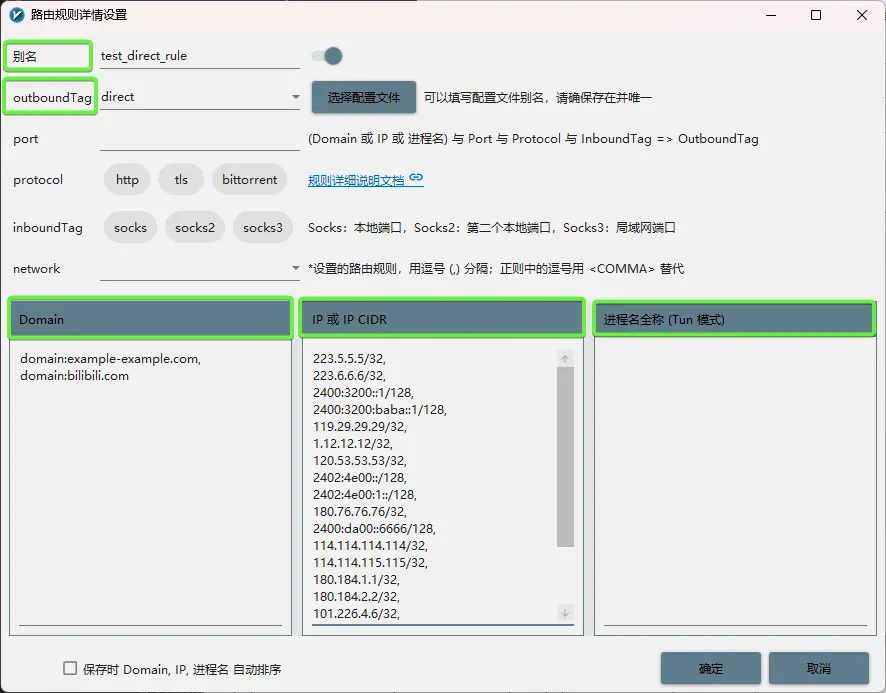 路由规则详情设置
别名 test_direct_rule
outboundTag direct 选择配置文件 可以填写配置文件别名，请确保存在并唯一
port (Domain 或 IP 或 进程名) 与 Port 与 Protocol 与 InboundTag => OutboundTag
protocol http tls bittorrent 规则详细说明文档
inboundTag socks socks2 socks3 Socks：本地端口，Socks2：第二个本地端口，Socks3：局域网端口
network *设置的路由规则，用逗号 (,) 分隔；正则中的逗号用 <COMMA> 替代
Domain
domain:example-example.com,
domain:bilibili.com
IP 或 IP CIDR
223.5.5.5/32,
223.6.6.6/32,
2400:3200::1/128,
2400:3200:baba::1/128,
119.29.29.29/32,
1.12.12.12/32,
120.53.53.53/32,
2402:4e00::/128,
2402:4e00:1::/128,
180.76.76.76/32,
2400:da00::6666/128,
114.114.114.114/32,
114.114.115.115/32,
180.184.1.1/32,
180.184.2.2/32,
101.226.4.6/32,
进程名全称 (Tun 模式)
保存时 Domain, IP, 进程名 自动排序
确定 取消